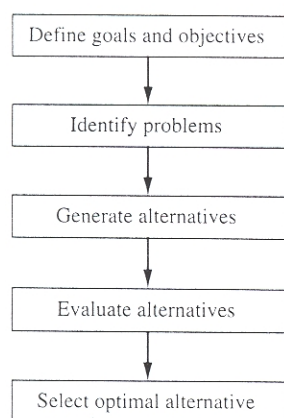 Define goals and objectives
Identify problems
Generate alternatives
Evaluate alternatives
Select optimal alternative